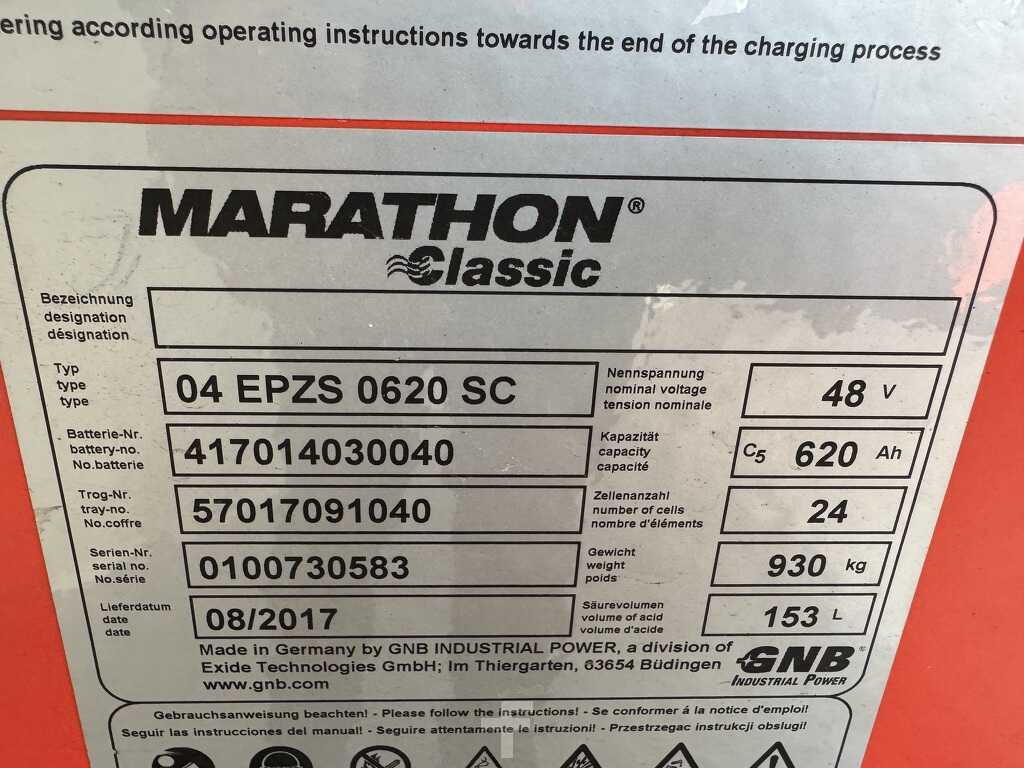 ering according operating instructions towards the end of the charging process
MARATHON®
Classic
Bezeichnung
designation
désignation
Typ
type
type
04 EPZS 0620 SC
Nennspannung
nominal voltage
tension nominale
48 V
Batterie-Nr.
battery-no.
No.batterie
417014030040
Kapazität
capacity
capacité
C5 620 Ah
Trog-Nr.
tray-no.
No.coffre
57017091040
Zellenanzahl
number of cells
nombre d'éléments
24
Serien-Nr.
serial no.
No.série
0100730583
Gewicht
weight
poids
930 kg
Lieferdatum
date
date
08/2017
Säurevolumen
volume of acid
volume d'acide
153 L
Made in Germany by GNB INDUSTRIAL POWER, a division of
Exide Technologies GmbH; Im Thiergarten, 63654 Büdingen
www.gnb.com
GNB®
INDUSTRIAL POWER
Gebrauchsanweisung beachten! - Please follow the instructions! - Se conformer á la notice d'emploi!
Seguir las instrucciones del manual! - Seguire attentamente le istruzioni! - Przestrzegac instrukcji obslugi!